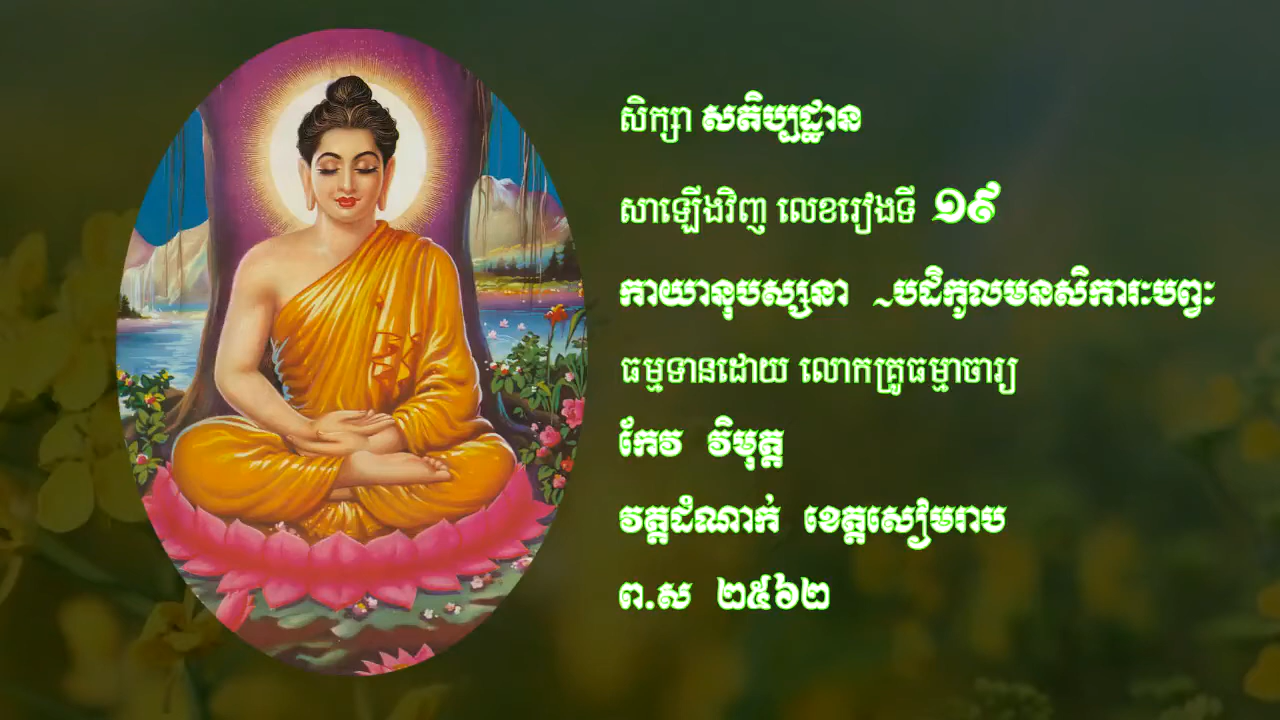 សិក្សា សតិប្បដ្ឋាន
សាឡើងវិញ លេខរៀងទី ១៩
កាយានុបស្សនា ~បដិកូលមនសិការៈបព្វៈ
ធម្មទានដោយ លោកគ្រូធម្មាចារ្យ
កែវ វិមុត្ត
វត្តដំណាក់ ខេត្តសៀមរាប
ព.ស ២៥៦២